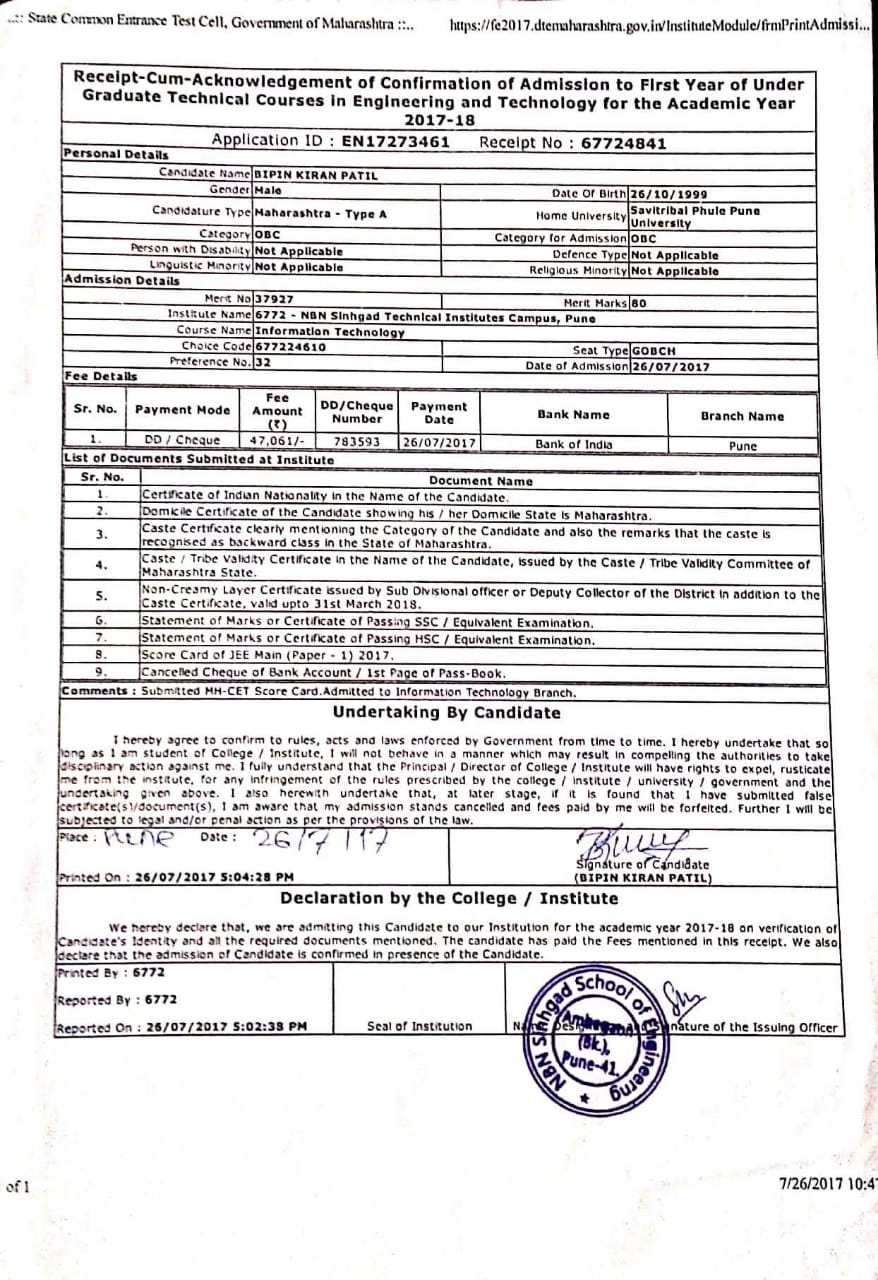 ..:: State Common Entrance Test Cell, Government of Maharashtra ::.. https://fe2017.dtemaharashtra.gov.in/InstituteModule/frmPrintAdmissi...
Receipt-Cum-Acknowledgement of Confirmation of Admission to First Year of Under
Graduate Technical Courses in Engineering and Technology for the Academic Year
2017-18
Application ID : EN17273461 Receipt No : 67724841
Personal Details
Candidate Name BIPIN KIRAN PATIL
Gender Male Date Of Birth 26/10/1999
Candidature Type Maharashtra - Type A Home University Savitribai Phule Pune University
Category OBC Category for Admission OBC
Person with Disability Not Applicable Defence Type Not Applicable
Linguistic Minority Not Applicable Religious Minority Not Applicable
Admission Details
Merit No 37927 Merit Marks 80
Institute Name 6772 - NBN Sinhgad Technical Institutes Campus, Pune
Course Name Information Technology
Choice Code 677224610 Seat Type GOBCH
Preference No. 32 Date of Admission 26/07/2017
Fee Details
Sr. No. Payment Mode Fee Amount (₹) DD/Cheque Number Payment Date Bank Name Branch Name
1. DD / Cheque 47,061/- 783593 26/07/2017 Bank of India Pune
List of Documents Submitted at Institute
Sr. No. Document Name
1. Certificate of Indian Nationality in the Name of the Candidate.
2. Domicile Certificate of the Candidate showing his / her Domicile State is Maharashtra.
3. Caste Certificate clearly mentioning the Category of the Candidate and also the remarks that the caste is
recognised as backward class in the State of Maharashtra.
4. Caste / Tribe Validity Certificate in the Name of the Candidate, issued by the Caste / Tribe Validity Committee of
Maharashtra State.
5. Non-Creamy Layer Certificate issued by Sub Divisional officer or Deputy Collector of the District in addition to the
Caste Certificate, valid upto 31st March 2018.
6. Statement of Marks or Certificate of Passing SSC / Equivalent Examination.
7. Statement of Marks or Certificate of Passing HSC / Equivalent Examination.
8. Score Card of JEE Main (Paper - 1) 2017.
9. Cancelled Cheque of Bank Account / 1st Page of Pass-Book.
Comments : Submitted MH-CET Score Card.Admitted to Information Technology Branch.
Undertaking By Candidate
I hereby agree to confirm to rules, acts and laws enforced by Government from time to time. I hereby undertake that so
long as I am student of College / Institute, I will not behave in a manner which may result in compelling the authorities to take
disciplinary action against me. I fully understand that the Principal / Director of College / Institute will have rights to expel, rusticate
me from the institute, for any infringement of the rules prescribed by the college / institute / university / government and the
undertaking given above. I also herewith undertake that, at later stage, if it is found that I have submitted false
certificate(s)/document(s), I am aware that my admission stands cancelled and fees paid by me will be forfeited. Further I will be
subjected to legal and/or penal action as per the provisions of the law.
Place : Pune Date : 26/7/17
Signature of Candidate
Printed On : 26/07/2017 5:04:28 PM (BIPIN KIRAN PATIL)
Declaration by the College / Institute
We hereby declare that, we are admitting this Candidate to our Institution for the academic year 2017-18 on verification of
Candidate's Identity and all the required documents mentioned. The candidate has paid the Fees mentioned in this receipt. We also
declare that the admission of Candidate is confirmed in presence of the Candidate.
Printed By : 6772
Reported By : 6772
Reported On : 26/07/2017 5:02:38 PM Seal of Institution Signature of the Issuing Officer
NBN Sinhgad School of Engineering
Ambegaon
(Bk.),
Pune-41.
of 1 7/26/2017 10:4